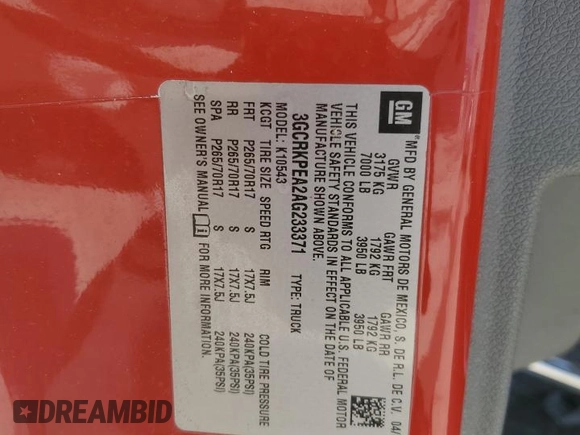 GM
MFD BY GENERAL MOTORS DE MEXICO, S. DE R.L. DE C.V. 04/
GVWR GAWR FRT GAWR RR
3175 KG 1792 KG 1792 KG
7000 LB 3950 LB 3950 LB
THIS VEHICLE CONFORMS TO ALL APPLICABLE U.S. FEDERAL MOTOR
VEHICLE SAFETY STANDARDS IN EFFECT ON THE DATE OF
MANUFACTURE SHOWN ABOVE.
3GCRKPEA2AG233371 TYPE: TRUCK
MODEL: K10543
KCGT TIRE SIZE SPEED RTG RIM COLD TIRE PRESSURE
FRT P265/70R17 S 17X7.5J 240KPA(35PSI)
RR P265/70R17 S 17X7.5J 240KPA(35PSI)
SPA P265/70R17 S 17X7.5J 240KPA(35PSI)
SEE OWNER'S MANUAL FOR MORE INFORMATION.
DREAMBID